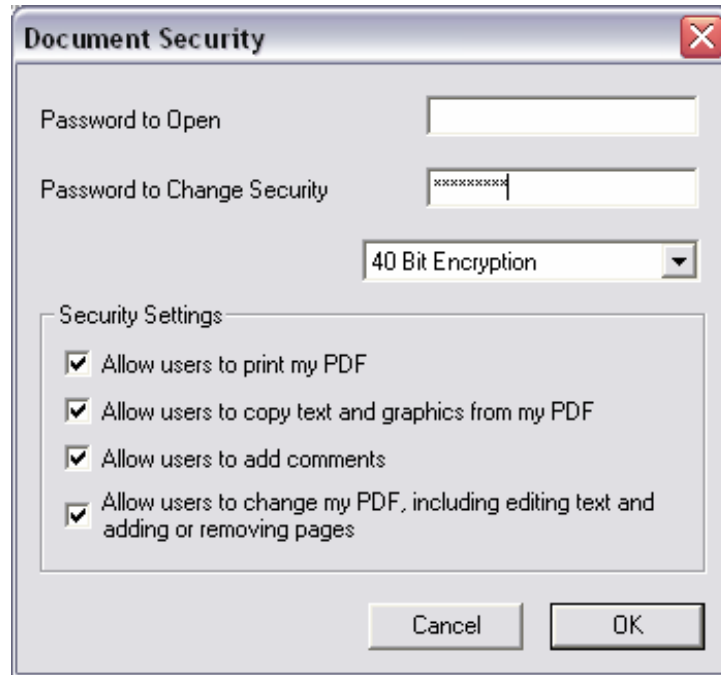 Document Security
Password to Open
Password to Change Security
*********
40 Bit Encryption
Security Settings
Allow users to print my PDF
Allow users to copy text and graphics from my PDF
Allow users to add comments
Allow users to change my PDF, including editing text and
adding or removing pages
Cancel OK